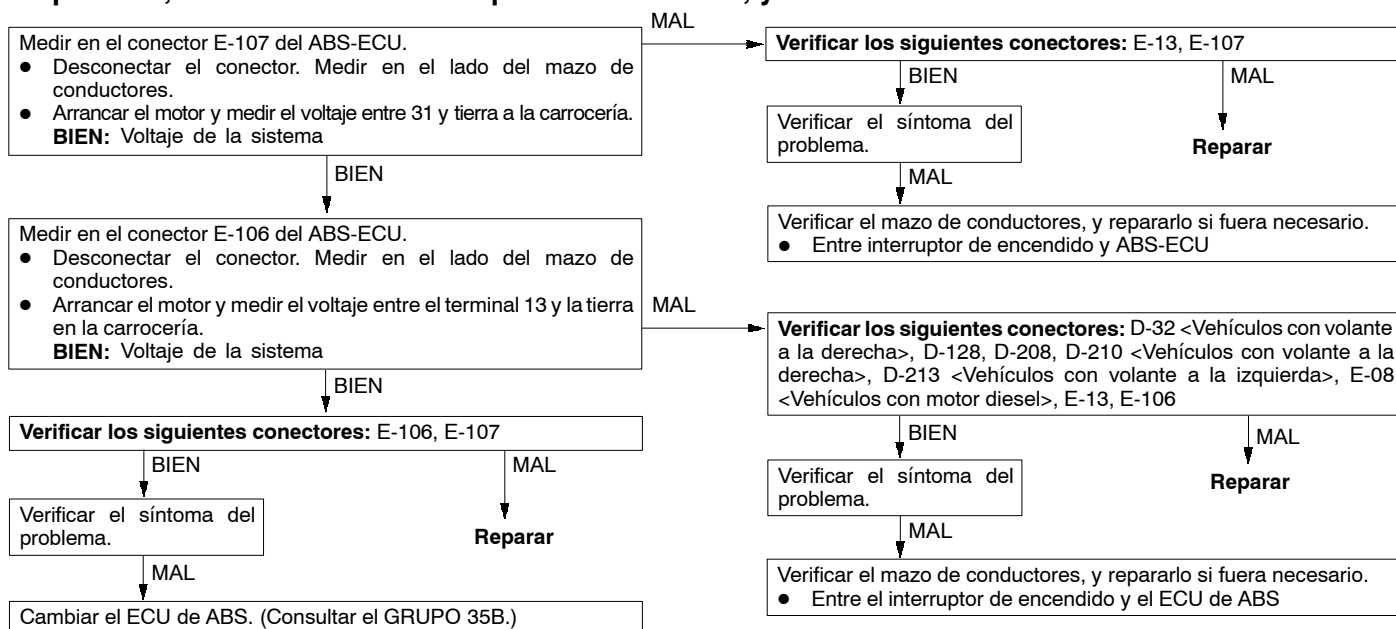 MAL
Medir en el conector E-107 del ABS-ECU.
● Desconectar el conector. Medir en el lado del mazo de
conductores.
● Arrancar el motor y medir el voltaje entre 31 y tierra a la carrocería.
BIEN: Voltaje de la sistema
BIEN
Medir en el conector E-106 del ABS-ECU.
● Desconectar el conector. Medir en el lado del mazo de
conductores.
● Arrancar el motor y medir el voltaje entre el terminal 13 y la tierra
en la carrocería.
BIEN: Voltaje de la sistema
MAL
BIEN
Verificar los siguientes conectores: E-106, E-107
BIEN
MAL
Verificar el síntoma del
problema.
Reparar
MAL
Cambiar el ECU de ABS. (Consultar el GRUPO 35B.)
Verificar los siguientes conectores: E-13, E-107
BIEN
MAL
Verificar el síntoma del
problema.
Reparar
MAL
Verificar el mazo de conductores, y repararlo si fuera necesario.
● Entre interruptor de encendido y ABS-ECU
Verificar los siguientes conectores: D-32 <Vehículos con volante
a la derecha>, D-128, D-208, D-210 <Vehículos con volante a la
derecha>, D-213 <Vehículos con volante a la izquierda>, E-08
<Vehículos con motor diesel>, E-13, E-106
BIEN
MAL
Verificar el síntoma del
problema.
Reparar
MAL
Verificar el mazo de conductores, y repararlo si fuera necesario.
● Entre el interruptor de encendido y el ECU de ABS